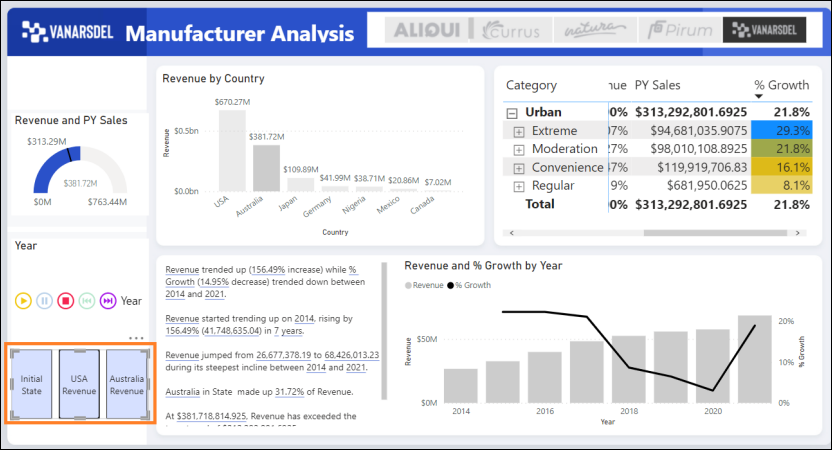 VANARSDEL Manufacturer Analysis
ALIQUI Currus natura Pirum VANARSDEL
Revenue and PY Sales
$313.29M
$381.72M
$0M $763.44M
Year
Year
Initial State
USA Revenue
Australia Revenue
Revenue by Country
Revenue
$0.5bn
$0.0bn
$670.27M
$381.72M
$109.89M
$41.99M
$38.71M
$20.86M
$7.02M
USA
Australia
Japan
Germany
Nigeria
Mexico
Canada
Country
Category nue PY Sales % Growth
Urban 0% $313,292,801.6925 21.8%
Extreme 07% $94,681,035.9075 29.3%
Moderation 27% $98,010,108.8925 21.8%
Convenience 47% $119,919,706.83 16.1%
Regular 9% $681,950.0625 8.1%
Total 0% $313,292,801.6925 21.8%
Revenue trended up (156.49% increase) while %
Growth (14.95% decrease) trended down between
2014 and 2021.
Revenue started trending up on 2014, rising by
156.49% (41,748,635.04) in 7 years.
Revenue jumped from 26,677,378.19 to 68,426,013.23
during its steepest incline between 2014 and 2021.
Australia in State made up 31.72% of Revenue.
At $381,718,814.925, Revenue has exceeded the
Revenue and % Growth by Year
Revenue % Growth
Revenue
$50M
$0M
20%
10%
0%
% Growth
2014 2016 2018 2020
Year